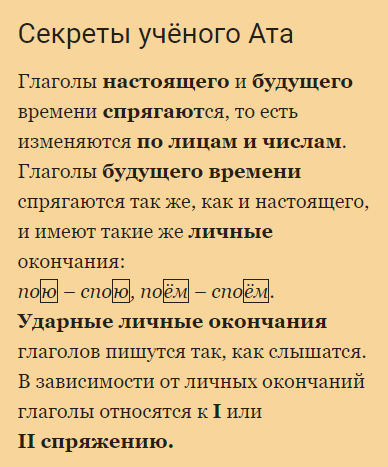 Секреты учёного Ата
Глаголы настоящего и будущего
времени спрягаются, то есть
изменяются по лицам и числам.
Глаголы будущего времени
спрягаются так же, как и настоящего,
и имеют такие же личные
окончания:
пою – спою, поём – споём.
Ударные личные окончания
глаголов пишутся так, как слышатся.
В зависимости от личных окончаний
глаголы относятся к I или
II спряжению.